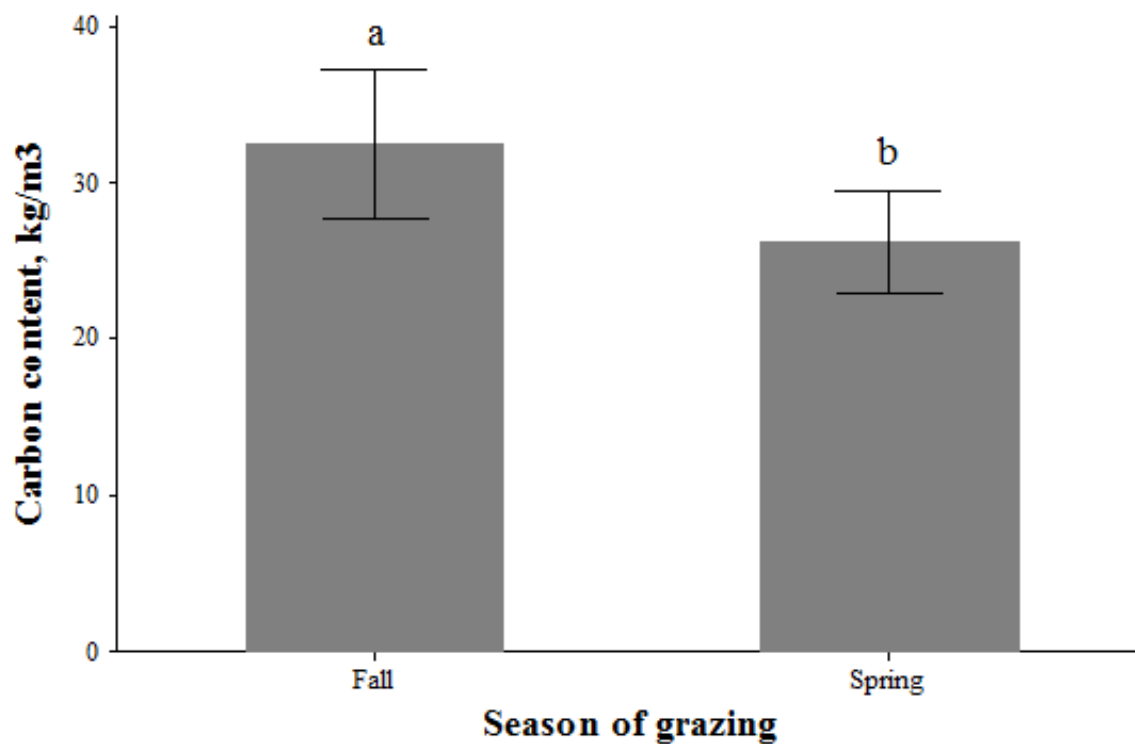 40
a
30
b
20
10
0
Carbon content, kg/m3
Fall
Spring
Season of grazing